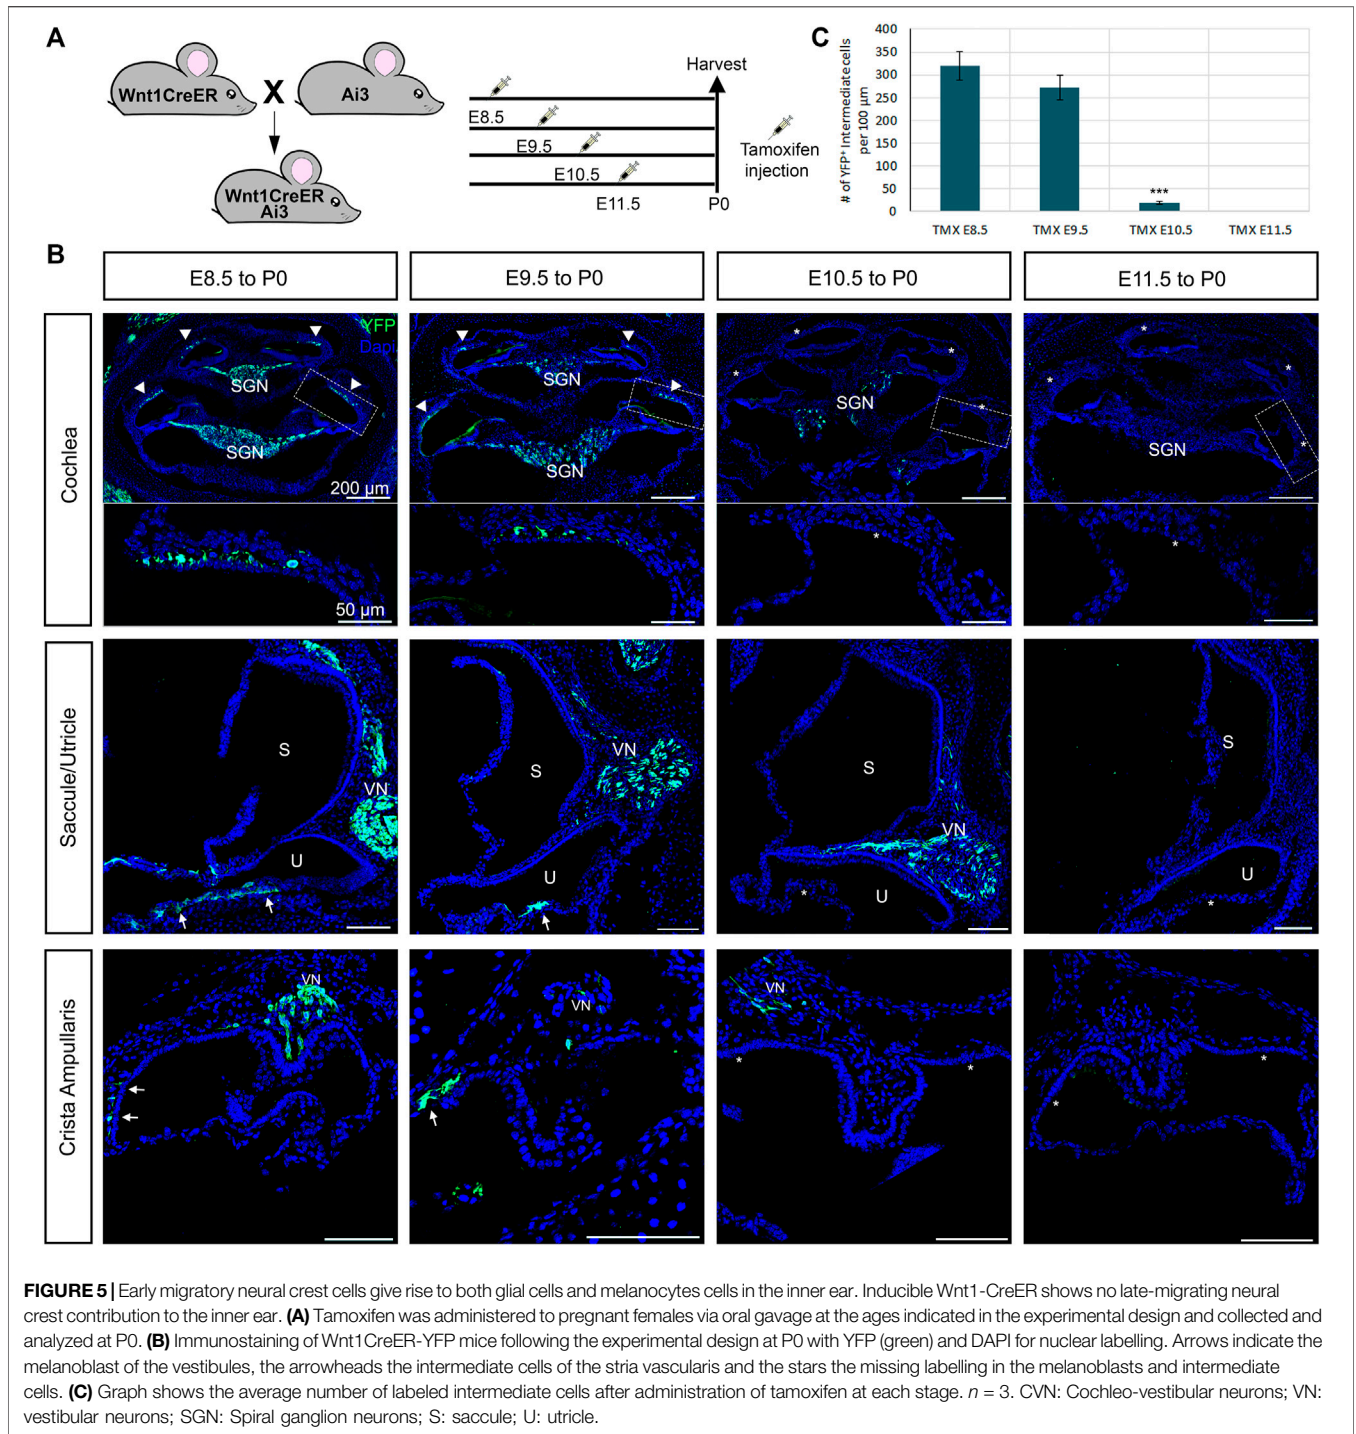 A
Wnt1CreER
X
Ai3
Wnt1CreER
Ai3
E8.5
E9.5
E10.5
E11.5
Harvest
P0
Tamoxifen
injection
C
# of YFP+ Intermediate cells
per 100 µm
400
350
300
250
200
150
100
50
0
***
TMX E8.5 TMX E9.5 TMX E10.5 TMX E11.5
B
E8.5 to P0 E9.5 to P0 E10.5 to P0 E11.5 to P0
Cochlea
YFP
Dapi
SGN
SGN
200 µm
50 µm
SGN
SGN
*
*
*
SGN
*
*
*
*
*
SGN
*
*
Saccule/Utricle
S
VN
U
VN
S
U
S
VN
*
U
S
U
*
Crista Ampullaris
VN
VN
VN
*
*
*
*
FIGURE 5 | Early migratory neural crest cells give rise to both glial cells and melanocytes cells in the inner ear. Inducible Wnt1-CreER shows no late-migrating neural
crest contribution to the inner ear. (A) Tamoxifen was administered to pregnant females via oral gavage at the ages indicated in the experimental design and collected and
analyzed at P0. (B) Immunostaining of Wnt1CreER-YFP mice following the experimental design at P0 with YFP (green) and DAPI for nuclear labelling. Arrows indicate the
melanoblast of the vestibules, the arrowheads the intermediate cells of the stria vascularis and the stars the missing labelling in the melanoblasts and intermediate
cells. (C) Graph shows the average number of labeled intermediate cells after administration of tamoxifen at each stage. n = 3. CVN: Cochleo-vestibular neurons; VN:
vestibular neurons; SGN: Spiral ganglion neurons; S: saccule; U: utricle.